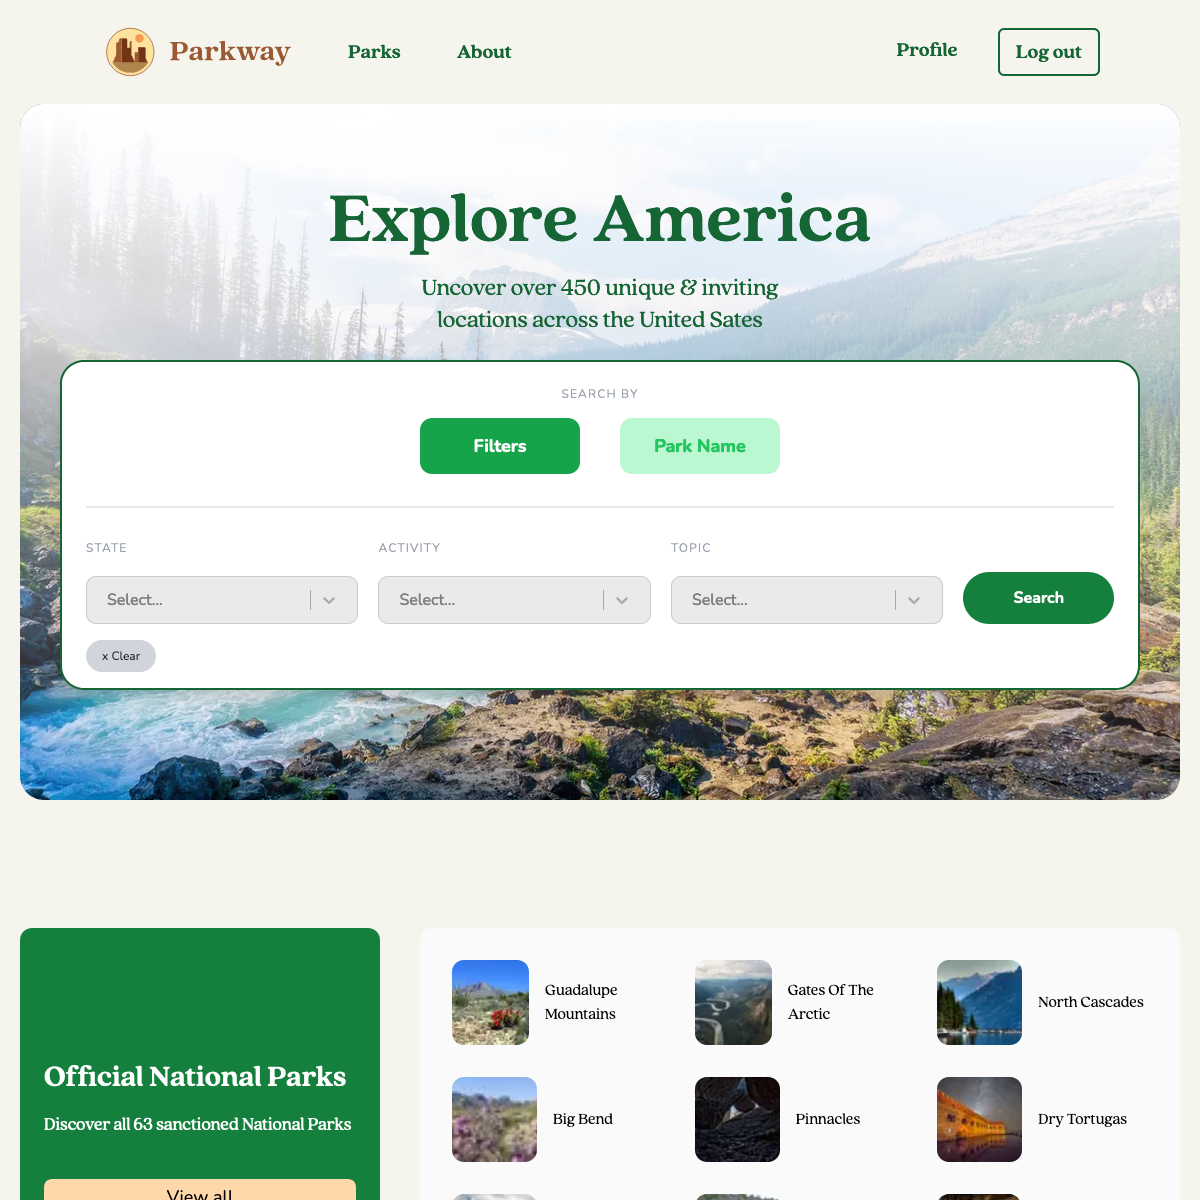 Parkway
Parks
About
Profile
Log out
Explore America
Uncover over 450 unique & inviting
locations across the United Sates
SEARCH BY
Filters
Park Name
STATE
ACTIVITY
TOPIC
Select...
Select...
Select...
Search
x Clear
Official National Parks
Discover all 63 sanctioned National Parks
View all
Guadalupe
Mountains
Gates Of The
Arctic
North Cascades
Big Bend
Pinnacles
Dry Tortugas